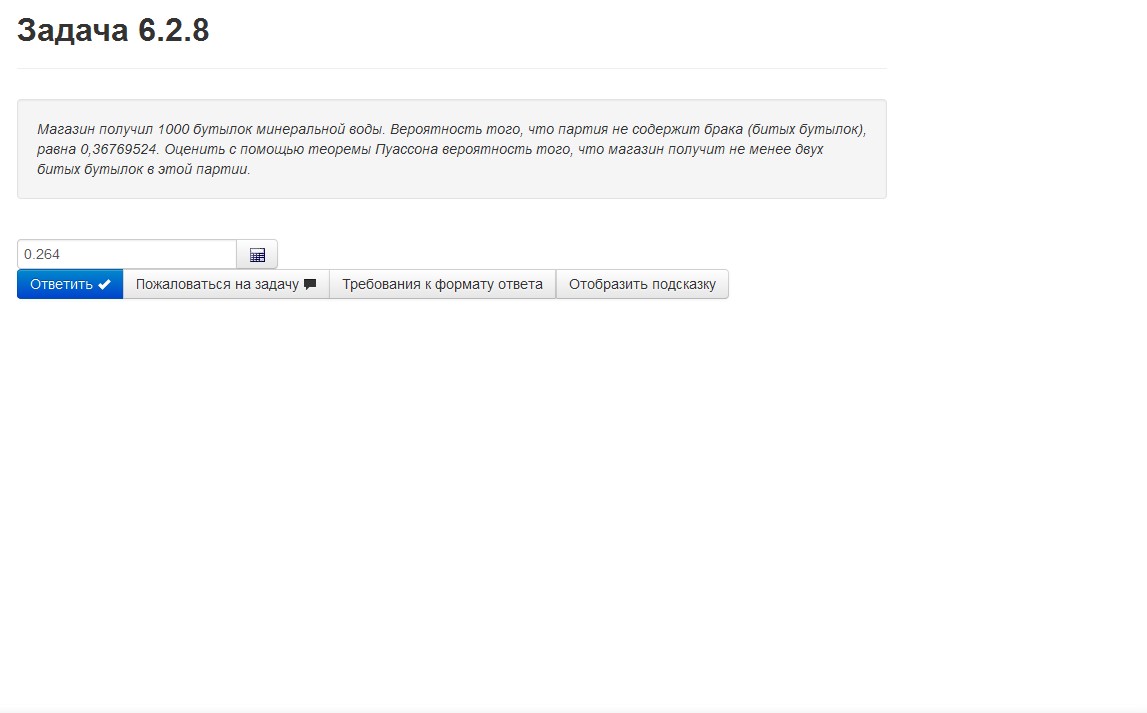 Задача 6.2.8
Магазин получил 1000 бутылок минеральной воды. Вероятность того, что партия не содержит брака (битых бутылок),
равна 0,36769524. Оценить с помощью теоремы Пуассона вероятность того, что магазин получит не менее двух
битых бутылок в этой партии.
0.264
Ответить Пожаловаться на задачу Требования к формату ответа Отобразить подсказку